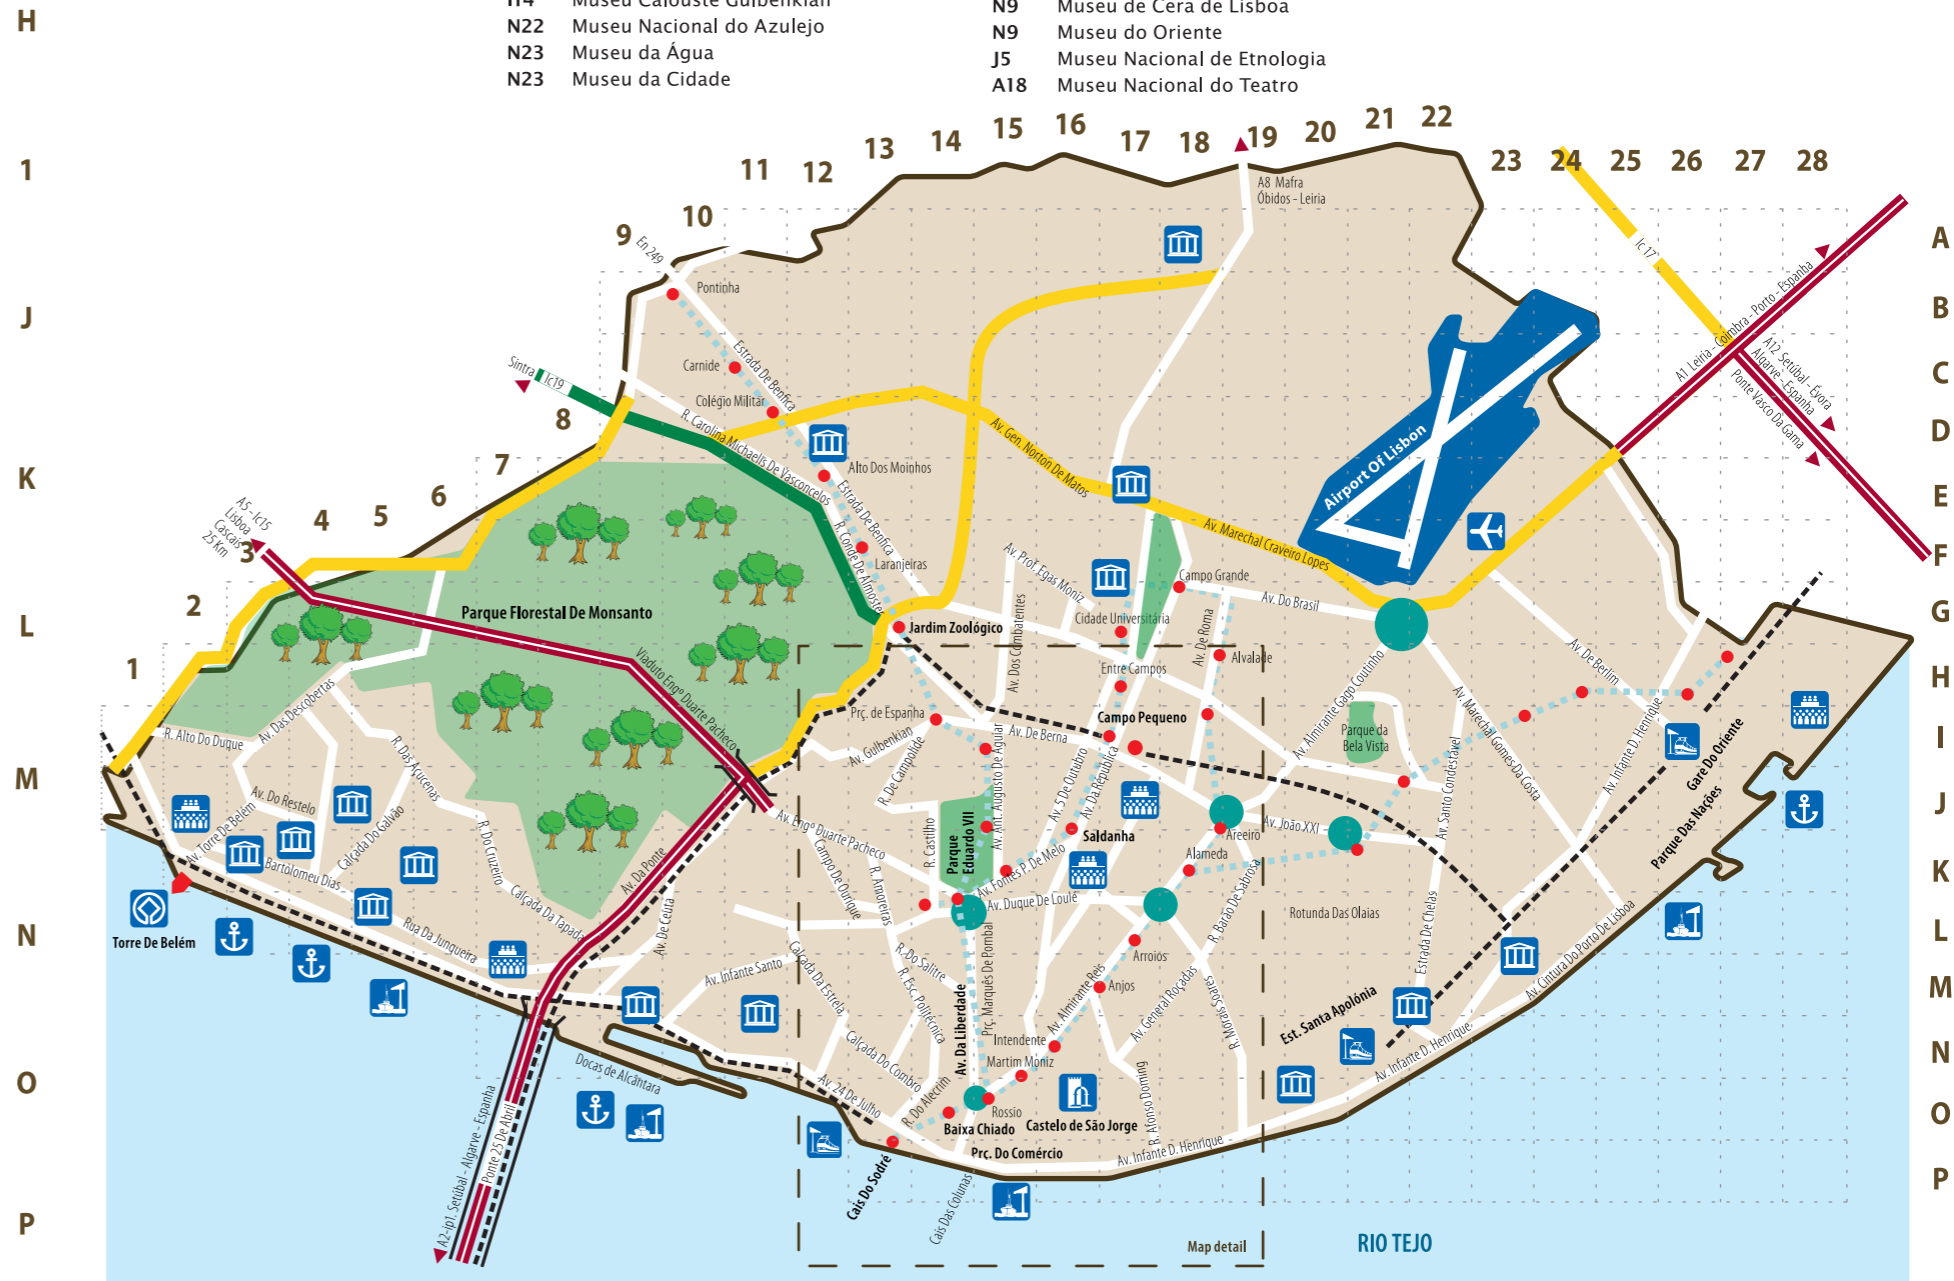 H
I14 Museu Calouste Gulbenkian
N22 Museu Nacional do Azulejo
N23 Museu da Água
N23 Museu da Cidade
N9 Museu de Cera de Lisboa
N9 Museu do Oriente
J5 Museu Nacional de Etnologia
A18 Museu Nacional do Teatro
1
J
K
L
M
N
O
P
1
2
3
4
5
6
7
8
9
10
11
12
13
14
15
16
17
18
19
20
21
22
23
24
25
26
27
28
A
B
C
D
E
F
G
H
I
J
K
L
M
N
O
P
A8 Mafra
Óbidos - Leiria
En 249
Ic 17
Pontinha
Carnide
Estrada De Benfica
Colégio Militar
Sintra
Ic19
R. Carolina Michaelis De Vasconcelos
Alto Dos Moinhos
Estrada De Benfica
R. Conde De Almoster
Laranjeiras
Jardim Zoológico
Av. Gen. Norton De Matos
Av. Marechal Craveiro Lopes
Airport Of Lisbon
A1 Leiria - Coimbra - Porto - Espanha
A12 Setúbal - Évora
Algarve - Espanha
Ponte Vasco Da Gama
A5 - Ic15
Lisboa
Cascais
25 Km
Parque Florestal De Monsanto
Viaduto Engº Duarte Pacheco
Av. Prof. Egas Moniz
Av. Dos Combatentes
Campo Grande
Cidade Universitária
Av. Do Brasil
Av. De Roma
Alvalade
Entre Campos
Campo Pequeno
Av. Almirante Gago Coutinho
Av. De Berlim
Av. Marechal Gomes Da Costa
Parque da
Bela Vista
Av. Santo Condestável
Av. Infante D. Henrique
Gare Do Oriente
Parque Das Nações
Prç. de Espanha
Av. Gulbenkian
Av. De Berna
R. De Campolide
Av. Ant. Augusto De Aguiar
Av. 5 De Outubro
Av. Da República
R. Alto Do Duque
Av. Das Descobertas
R. Das Açucenas
Av. Do Restelo
Av. Torre De Belém
Calçada Do Galvão
Bartolomeu Dias
R. Do Cruzeiro
Calçada Da Tapada
Rua Da Junqueira
Torre De Belém
Av. Da Ponte
Av. De Ceuta
Av. Engº Duarte Pacheco
Campo De Ourique
R. Amoreiras
R. Castilho
Parque
Eduardo VII
Av. Fontes P. De Melo
Saldanha
Av. Duque De Loulé
Areeiro
Alameda
Av. João XXI
R. Barão De Sabrosa
Rotunda Das Olaias
Estrada De Chelas
Av. Cintura Do Porto De Lisboa
Arroios
Anjos
Av. Infante Santo
Calçada Da Estrela
R. Do Salitre
R. Esc. Politécnica
Av. Da Liberdade
Prç. Marquês De Pombal
Av. Almirante Reis
Av. General Roçadas
R. Morais Soares
Intendente
Martim Moniz
Est. Santa Apolónia
Av. Infante D. Henrique
Docas de Alcântara
Calçada Do Combro
Av. 24 De Julho
R. Do Alecrim
Rossio
Baixa Chiado
Castelo de São Jorge
R. Afonso Doming
Prç. Do Comércio
Av. Infante D. Henrique
Cais Do Sodré
Cais Das Colunas
A2-ip1. Setúbal - Algarve - Espanha
Ponte 25 De Abril
Map detail
RIO TEJO